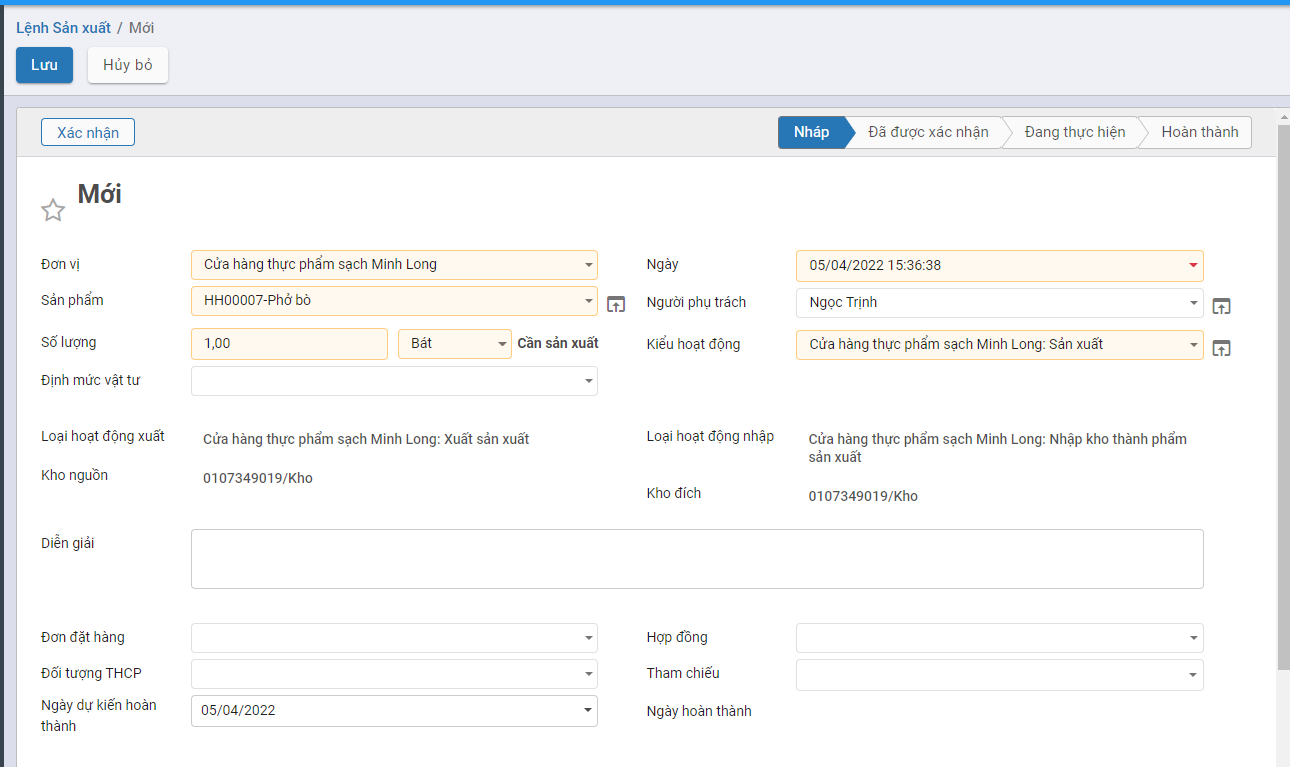 Lệnh Sản xuất / Mới
Lưu Hủy bỏ
Xác nhận Nháp Đã được xác nhận Đang thực hiện Hoàn thành
Mới
Đơn vị Cửa hàng thực phẩm sạch Minh Long Ngày 05/04/2022 15:36:38
Sản phẩm HH00007-Phở bò Người phụ trách Ngọc Trịnh
Số lượng 1,00 Bát Cần sản xuất Kiểu hoạt động Cửa hàng thực phẩm sạch Minh Long: Sản xuất
Định mức vật tư
Loại hoạt động xuất Cửa hàng thực phẩm sạch Minh Long: Xuất sản xuất Loại hoạt động nhập Cửa hàng thực phẩm sạch Minh Long: Nhập kho thành phẩm
sản xuất
Kho nguồn 0107349019/Kho
Kho đích 0107349019/Kho
Diễn giải
Đơn đặt hàng Hợp đồng
Đối tượng THCP Tham chiếu
Ngày dự kiến hoàn
thành 05/04/2022 Ngày hoàn thành